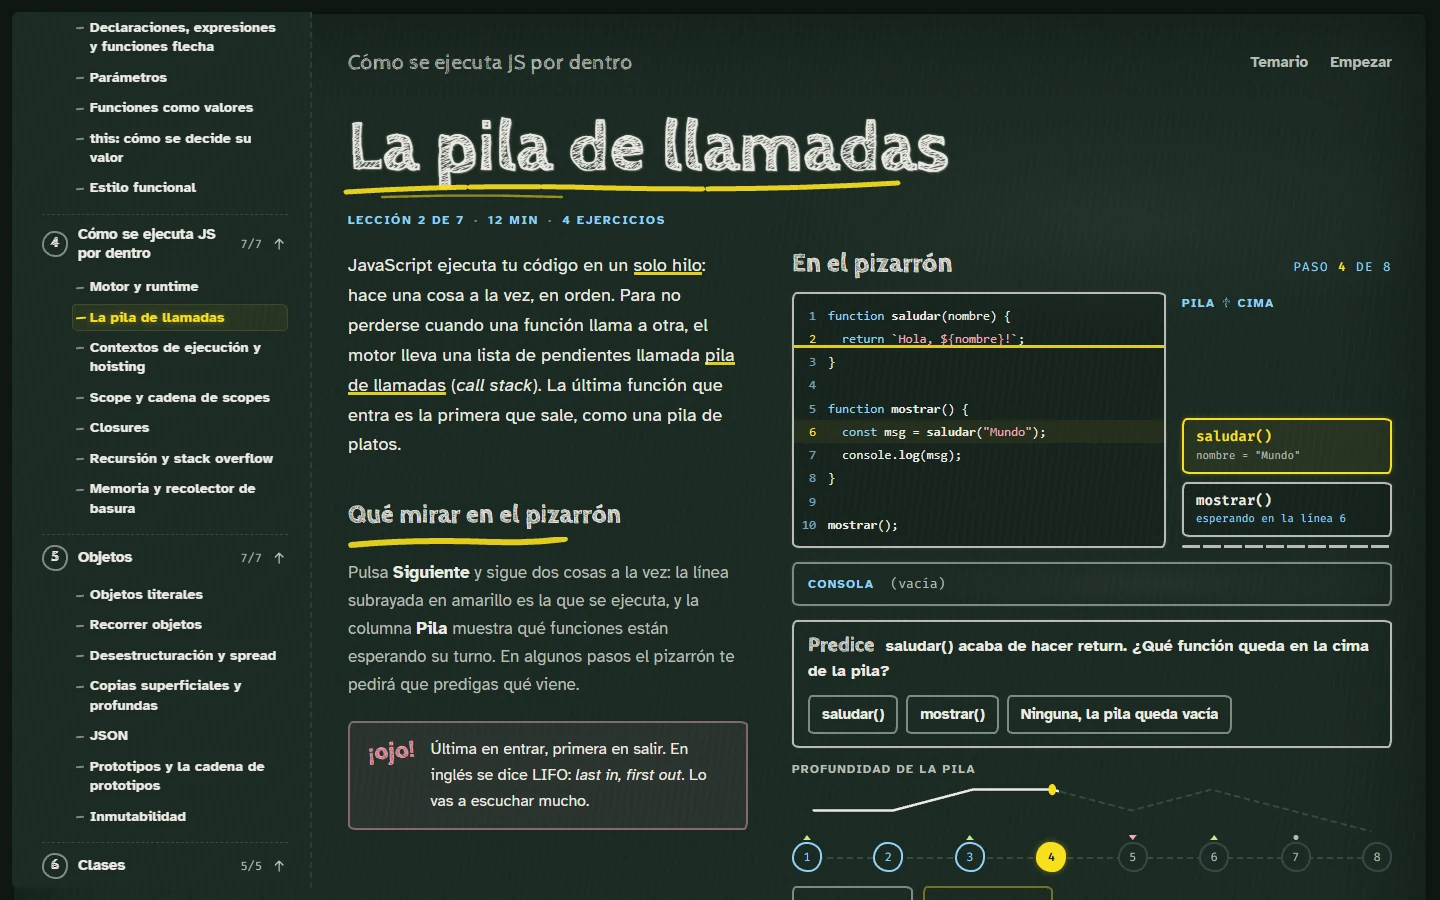 Declaraciones, expresiones
y funciones flecha
Parámetros
Funciones como valores
this: cómo se decide su
valor
Estilo funcional
4 Cómo se ejecuta JS
por dentro
7/7 ↑
Motor y runtime
La pila de llamadas
Contextos de ejecución y
hoisting
Scope y cadena de scopes
Closures
Recursión y stack overflow
Memoria y recolector de
basura
5 Objetos 7/7 ↑
Objetos literales
Recorrer objetos
Desestructuración y spread
Copias superficiales y
profundas
JSON
Prototipos y la cadena de
prototipos
Inmutabilidad
6 Clases 5/5 ↑
Cómo se ejecuta JS por dentro
Temario Empezar
La pila de llamadas
LECCIÓN 2 DE 7 · 12 MIN · 4 EJERCICIOS
JavaScript ejecuta tu código en un solo hilo:
hace una cosa a la vez, en orden. Para no
perderse cuando una función llama a otra, el
motor lleva una lista de pendientes llamada pila
de llamadas (call stack). La última función que
entra es la primera que sale, como una pila de
platos.
Qué mirar en el pizarrón
Pulsa Siguiente y sigue dos cosas a la vez: la línea
subrayada en amarillo es la que se ejecuta, y la
columna Pila muestra qué funciones están
esperando su turno. En algunos pasos el pizarrón te
pedirá que predigas qué viene.
¡ojo!
Última en entrar, primera en salir. En
inglés se dice LIFO: last in, first out. Lo
vas a escuchar mucho.
En el pizarrón
PASO 4 DE 8
1 function saludar(nombre) {
2 return `Hola, ${nombre}!`;
3 }
4
5 function mostrar() {
6 const msg = saludar("Mundo");
7 console.log(msg);
8 }
9
10 mostrar();
PILA ↑ CIMA
saludar()
nombre = "Mundo"
mostrar()
esperando en la línea 6
CONSOLA (vacía)
Predice saludar() acaba de hacer return. ¿Qué función queda en la cima
de la pila?
saludar() mostrar() Ninguna, la pila queda vacía
PROFUNDIDAD DE LA PILA
1 2 3 4 5 6 7 8